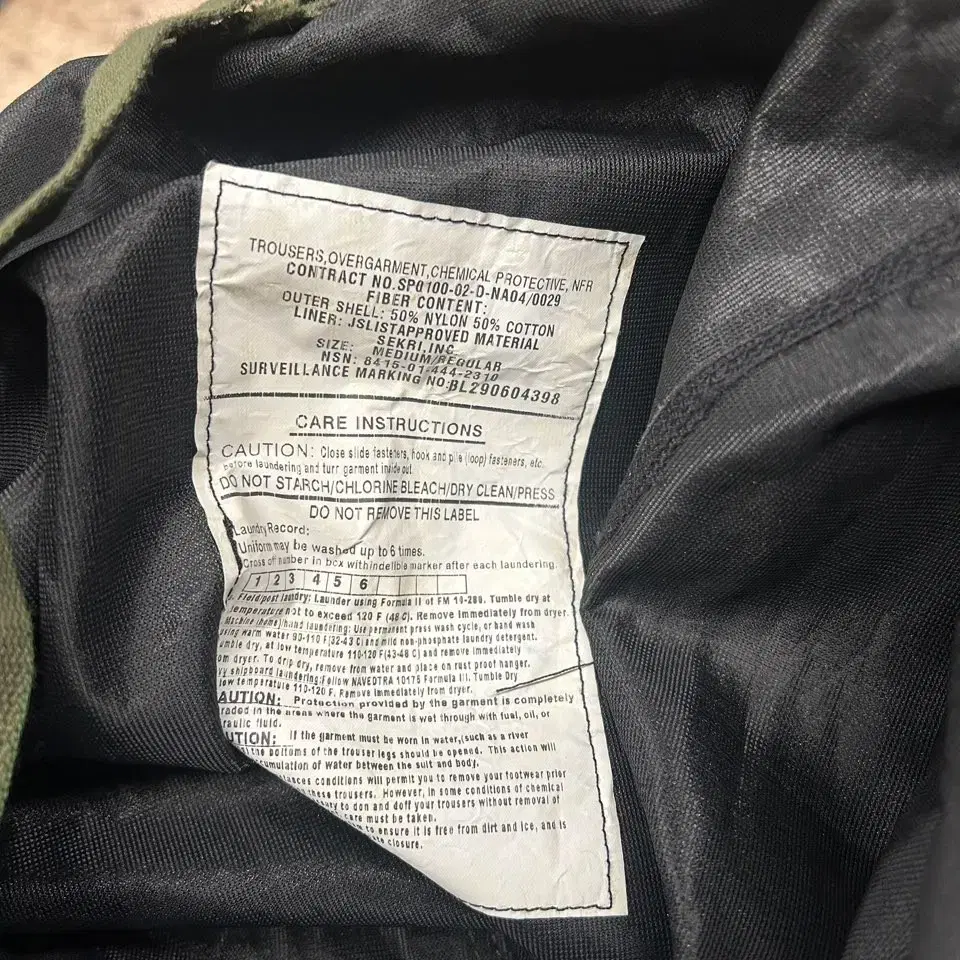 TROUSERS,OVERGARMENT,CHEMICAL PROTECTIVE, NFR
CONTRACT NO.SPO100-02-D-NA04/0029
FIBER CONTENT:
OUTER SHELL: 50% NYLON 50% COTTON
LINER: JSLISTAPPROVED MATERIAL
SEKRI,INC
SIZE: MEDIUM/REGULAR
NSN: 8415-01-444-2310
SURVEILLANCE MARKING NO:BL290604398
CARE INSTRUCTIONS
CAUTION: Close slide fasteners, hook and pile (loop) fasteners, etc.
before laundering and turn garment inside out.
DO NOT STARCH/CHLORINE BLEACH/DRY CLEAN/PRESS
DO NOT REMOVE THIS LABEL
Laundry Record:
Uniform may be washed up to 6 times.
Cross off number in box with indelible marker after each laundering.
1 2 3 4 5 6
Field/post laundry: Launder using Formula II of FM 10-280. Tumble dry at
temperature not to exceed 120 F (48 C). Remove immediately from dryer.
Machine (home)/hand laundering: Use permanent press wash cycle, or hand wash
using warm water 90-110 F(32-43 C) and mild non-phosphate laundry detergent.
umble dry, at low temperature 110-120 F(43-48 C) and remove immediately
om dryer. To drip dry, remove from water and place on rust proof hanger.
vy shipboard laundering: Follow NAVEDTRA 10175 Formula III. Tumble Dry
low temperature 110-120 F. Remove immediately from dryer.
AUTION: Protection provided by the garment is completely
raded in the areas where the garment is wet through with fuel, oil, or
raulic fluid.
UTION: If the garment must be worn in water,(such as a river
the bottoms of the trouser legs should be opened. This action will
cumulation of water between the suit and body.
ances conditions will permit you to remove your footwear prior
these trousers. However, in some conditions of chemical
ary to don and doff your trousers without removal of
care must be taken.
to ensure it is free from dirt and ice, and is
closure.